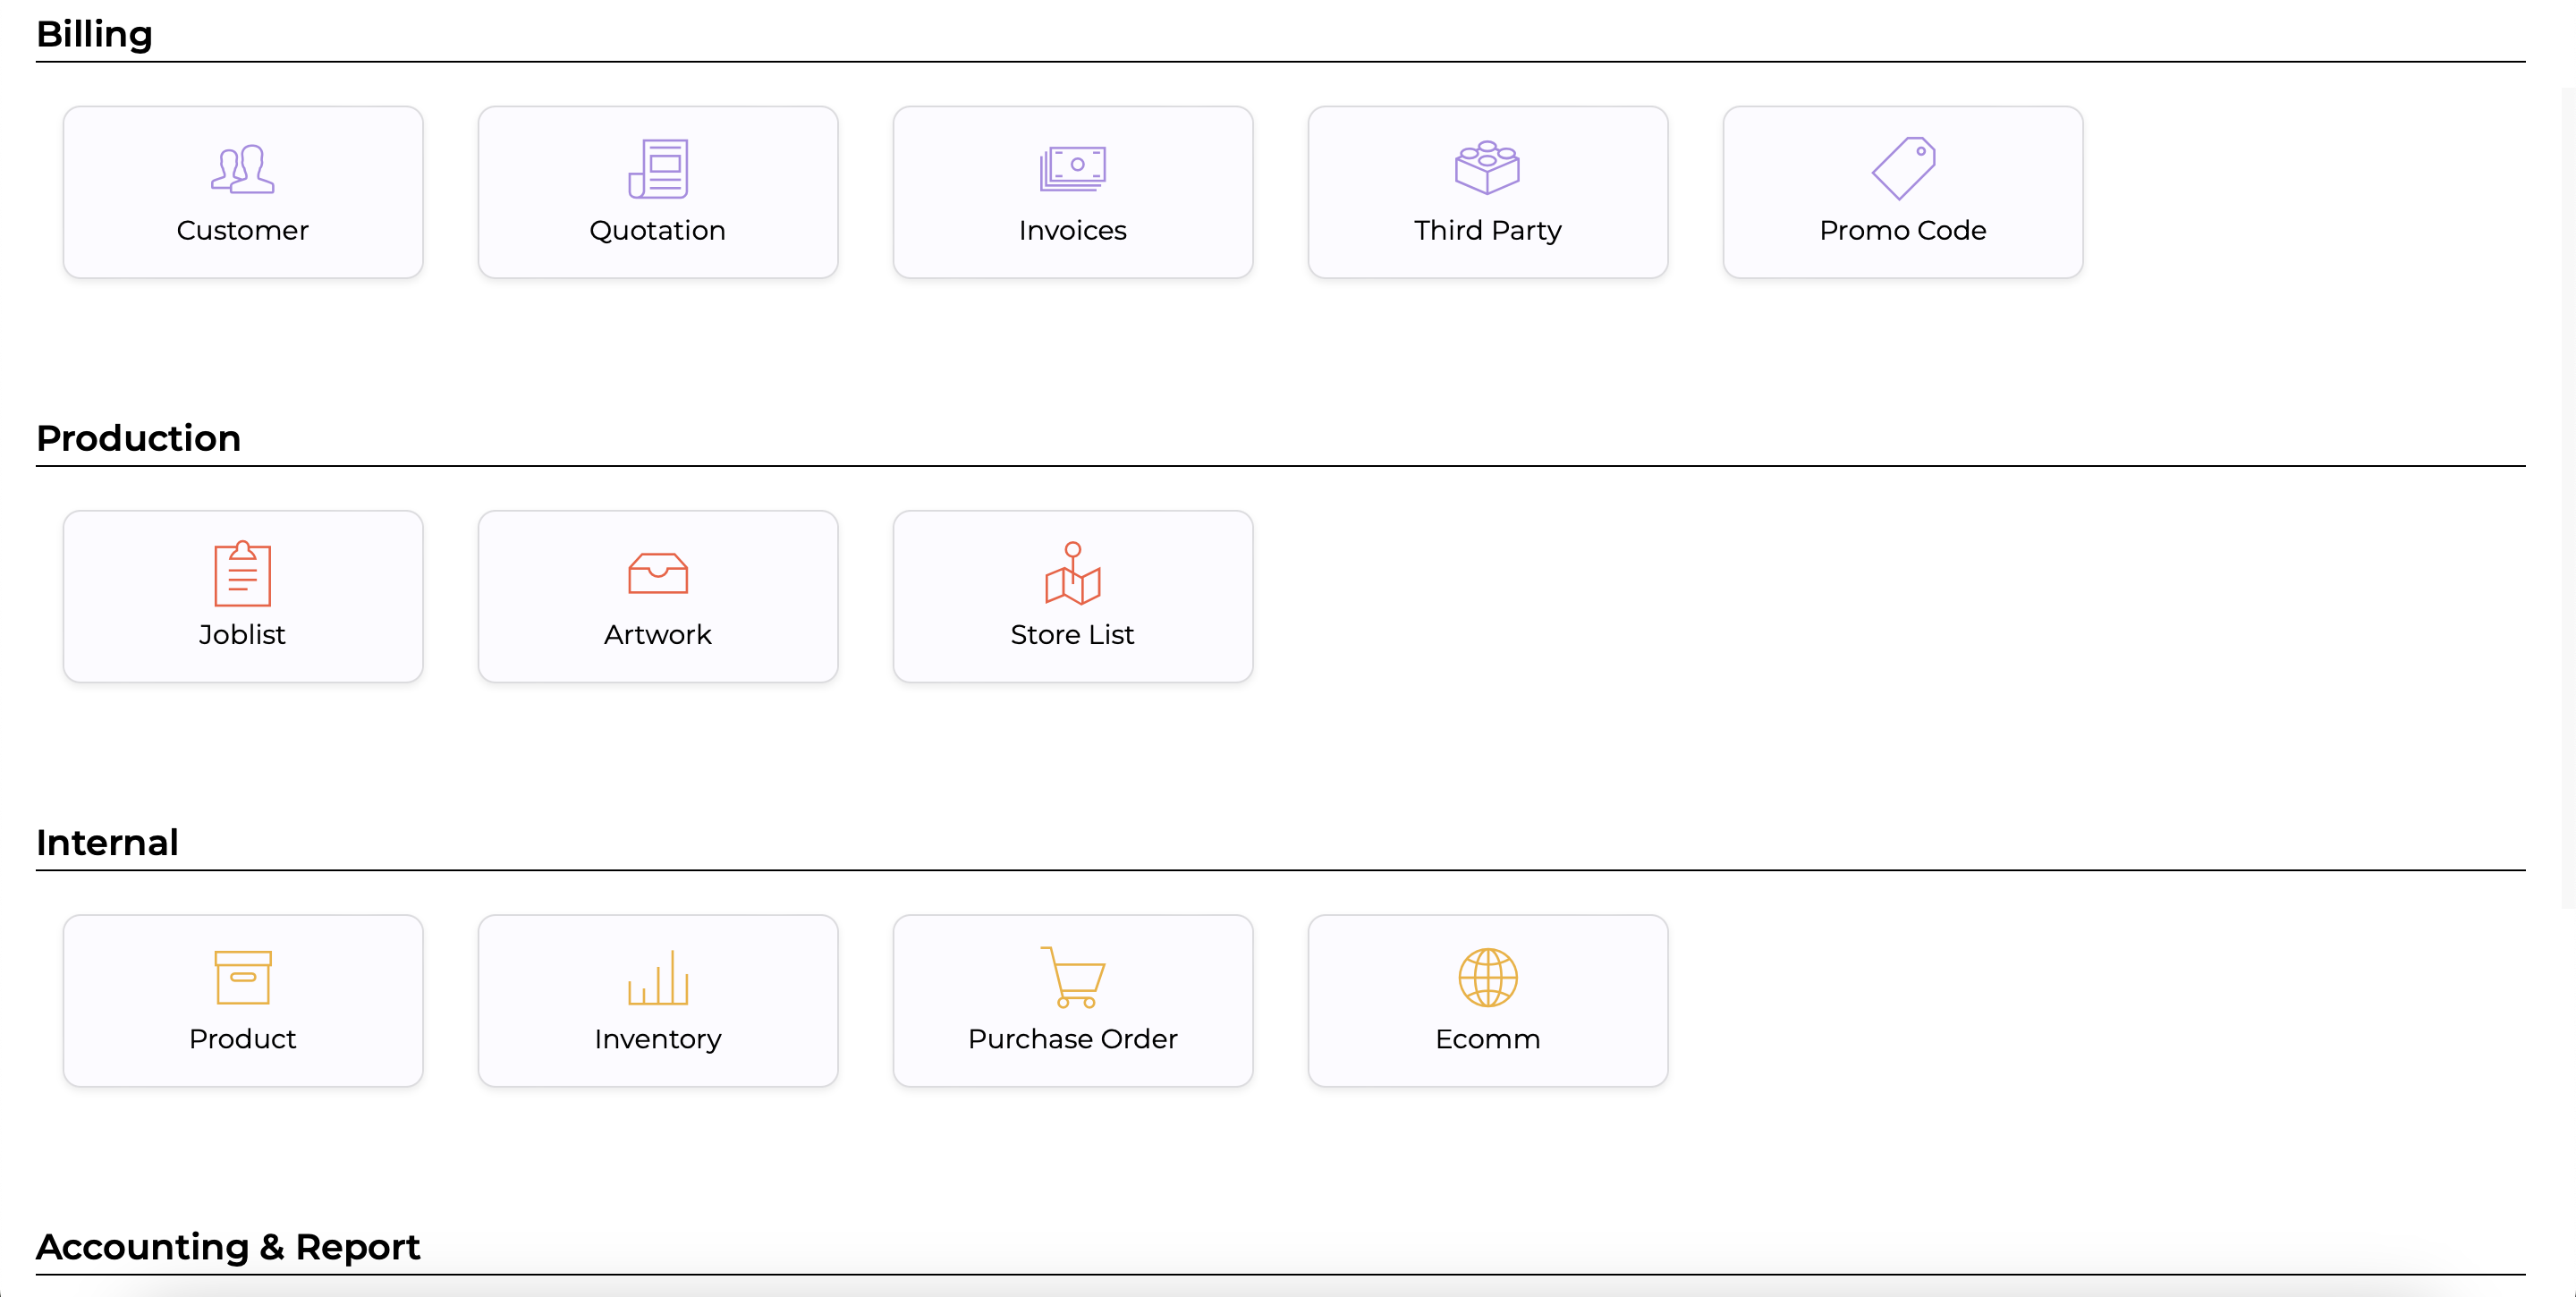 Billing
Customer
Quotation
Invoices
Third Party
Promo Code
Production
Joblist
Artwork
Store List
Internal
Product
Inventory
Purchase Order
Ecomm
Accounting & Report